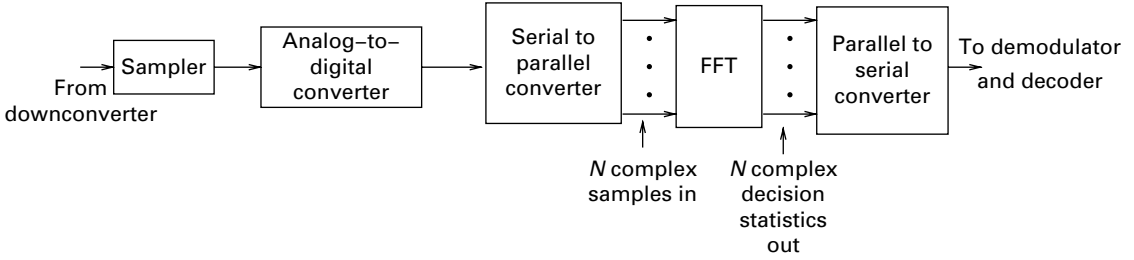 From
downconverter
Sampler
Analog–to–
digital
converter
Serial to
parallel
converter
N complex
samples in
FFT
N complex
decision
statistics
out
Parallel to
serial
converter
To demodulator
and decoder